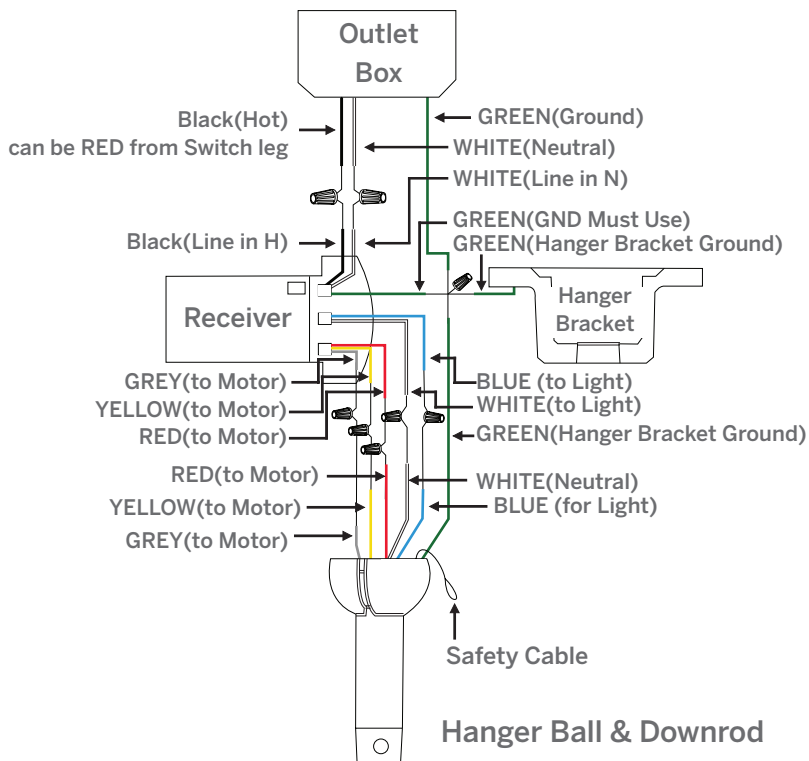 Outlet
Box
Black(Hot)
can be RED from Switch leg
GREEN(Ground)
WHITE(Neutral)
WHITE(Line in N)
GREEN(GND Must Use)
Black(Line in H)
GREEN(Hanger Bracket Ground)
Receiver
Hanger
Bracket
GREY(to Motor)
BLUE (to Light)
YELLOW(to Motor)
WHITE(to Light)
RED(to Motor)
GREEN(Hanger Bracket Ground)
RED(to Motor)
WHITE(Neutral)
YELLOW(to Motor)
BLUE (for Light)
GREY(to Motor)
Safety Cable
Hanger Ball & Downrod